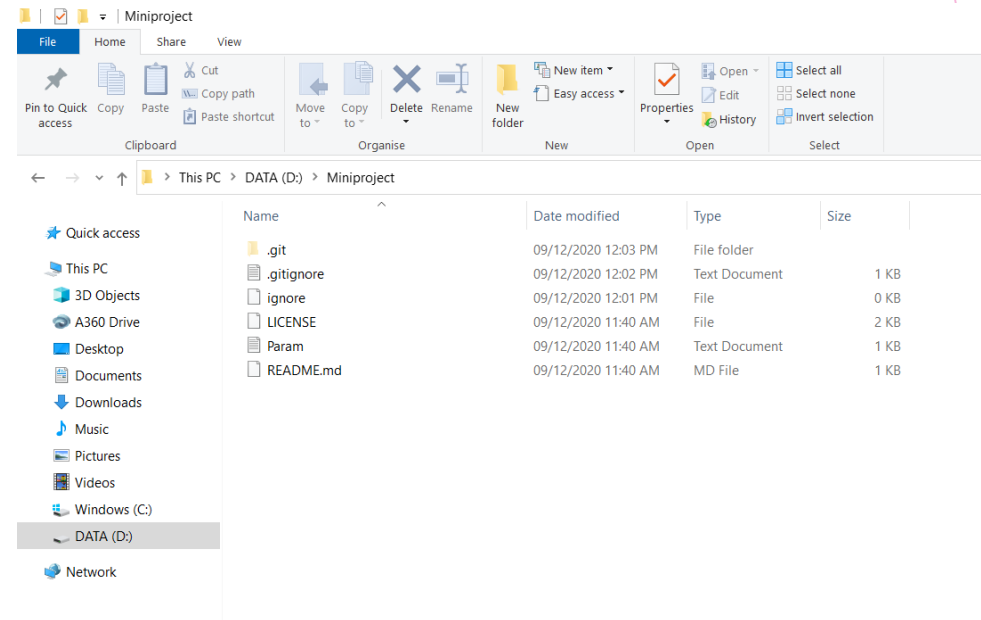 Miniproject
File Home Share View
Pin to Quick access
Copy
Paste
Cut
Copy path
Paste shortcut
Clipboard
Move to
Copy to
Delete
Rename
Organise
New folder
New item
Easy access
New
Properties
Open
Edit
History
Open
Select all
Select none
Invert selection
Select
This PC > DATA (D:) > Miniproject
Quick access
This PC
3D Objects
A360 Drive
Desktop
Documents
Downloads
Music
Pictures
Videos
Windows (C:)
DATA (D:)
Network
Name Date modified Type Size
.git 09/12/2020 12:03 PM File folder
.gitignore 09/12/2020 12:02 PM Text Document 1 KB
ignore 09/12/2020 12:01 PM File 0 KB
LICENSE 09/12/2020 11:40 AM File 2 KB
Param 09/12/2020 11:40 AM Text Document 1 KB
README.md 09/12/2020 11:40 AM MD File 1 KB